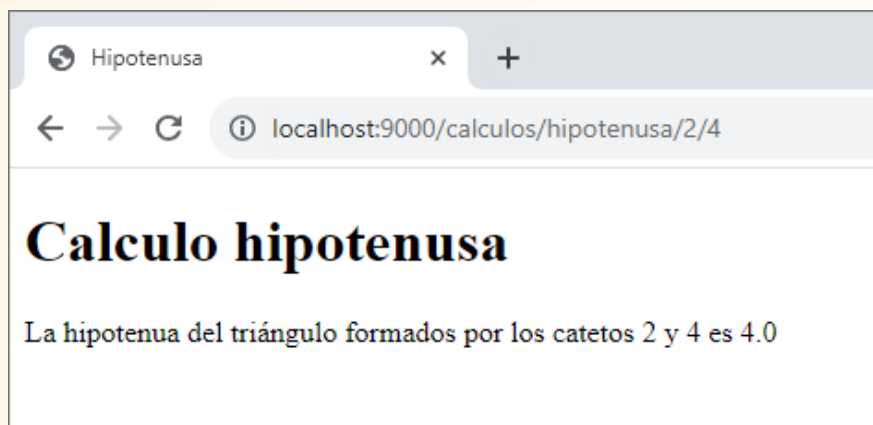 Hipotenusa
localhost:9000/calculos/hipotenusa/2/4
Calculo hipotenusa
La hipotenua del triángulo formados por los catetos 2 y 4 es 4.0